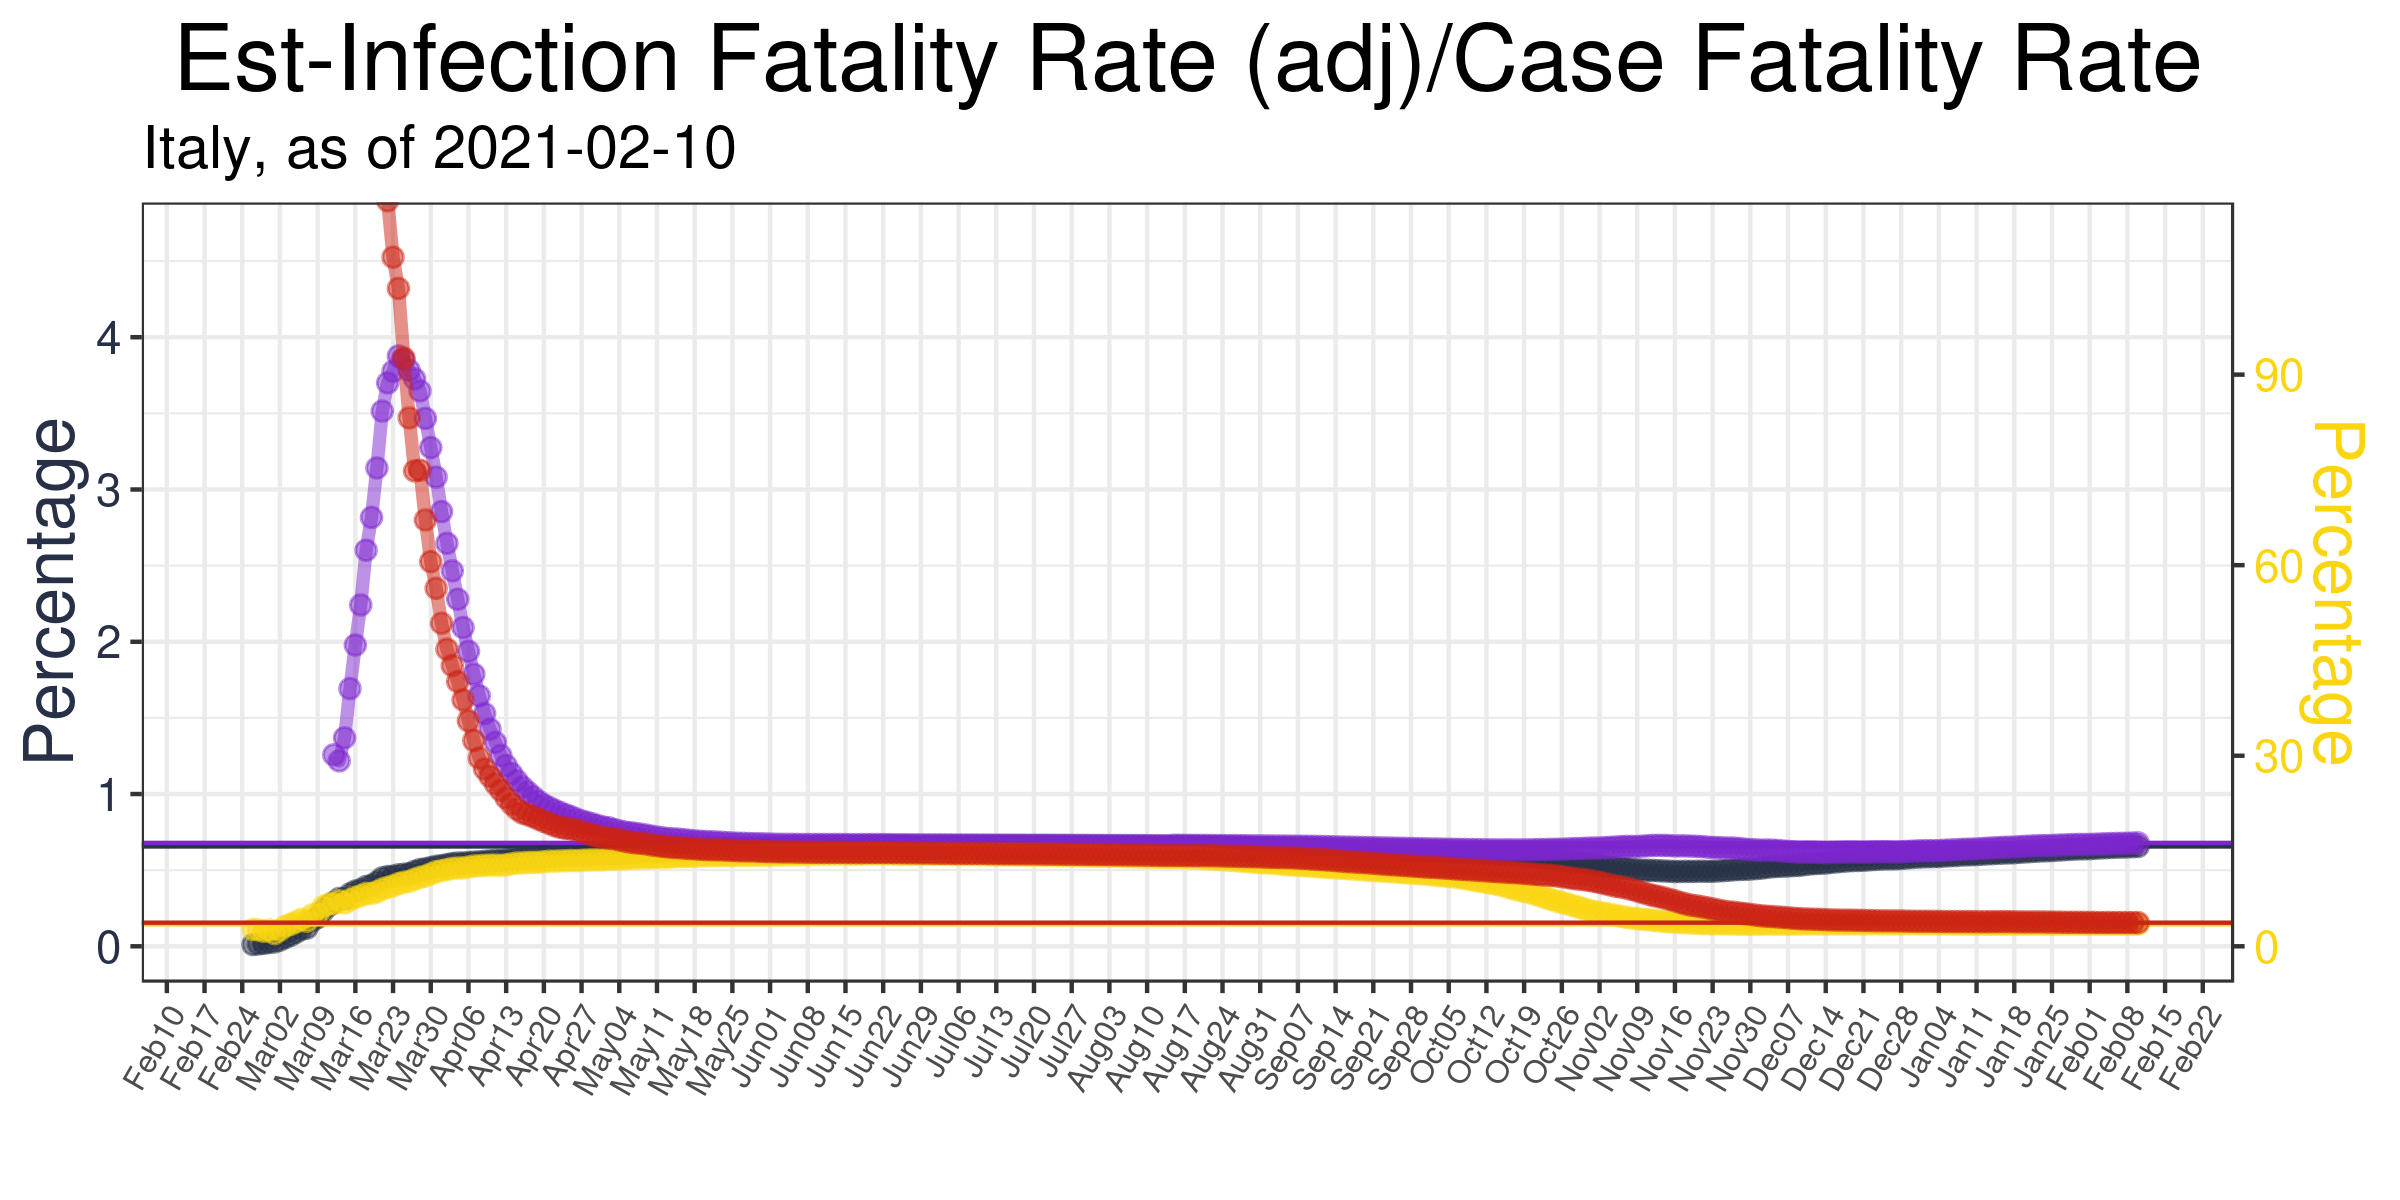 Est-Infection Fatality Rate (adj)/Case Fatality Rate
Italy, as of 2021-02-10
Percentage
4
3
2
1
0
90
60
30
0
Percentage
Feb10
Feb17
Feb24
Mar02
Mar09
Mar16
Mar23
Mar30
Apr06
Apr13
Apr20
Apr27
May04
May11
May18
May25
Jun01
Jun08
Jun15
Jun22
Jun29
Jul06
Jul13
Jul20
Jul27
Aug03
Aug10
Aug17
Aug24
Aug31
Sep07
Sep14
Sep21
Sep28
Oct05
Oct12
Oct19
Oct26
Nov02
Nov09
Nov16
Nov23
Nov30
Dec07
Dec14
Dec21
Dec28
Jan04
Jan11
Jan18
Jan25
Feb01
Feb08
Feb15
Feb22